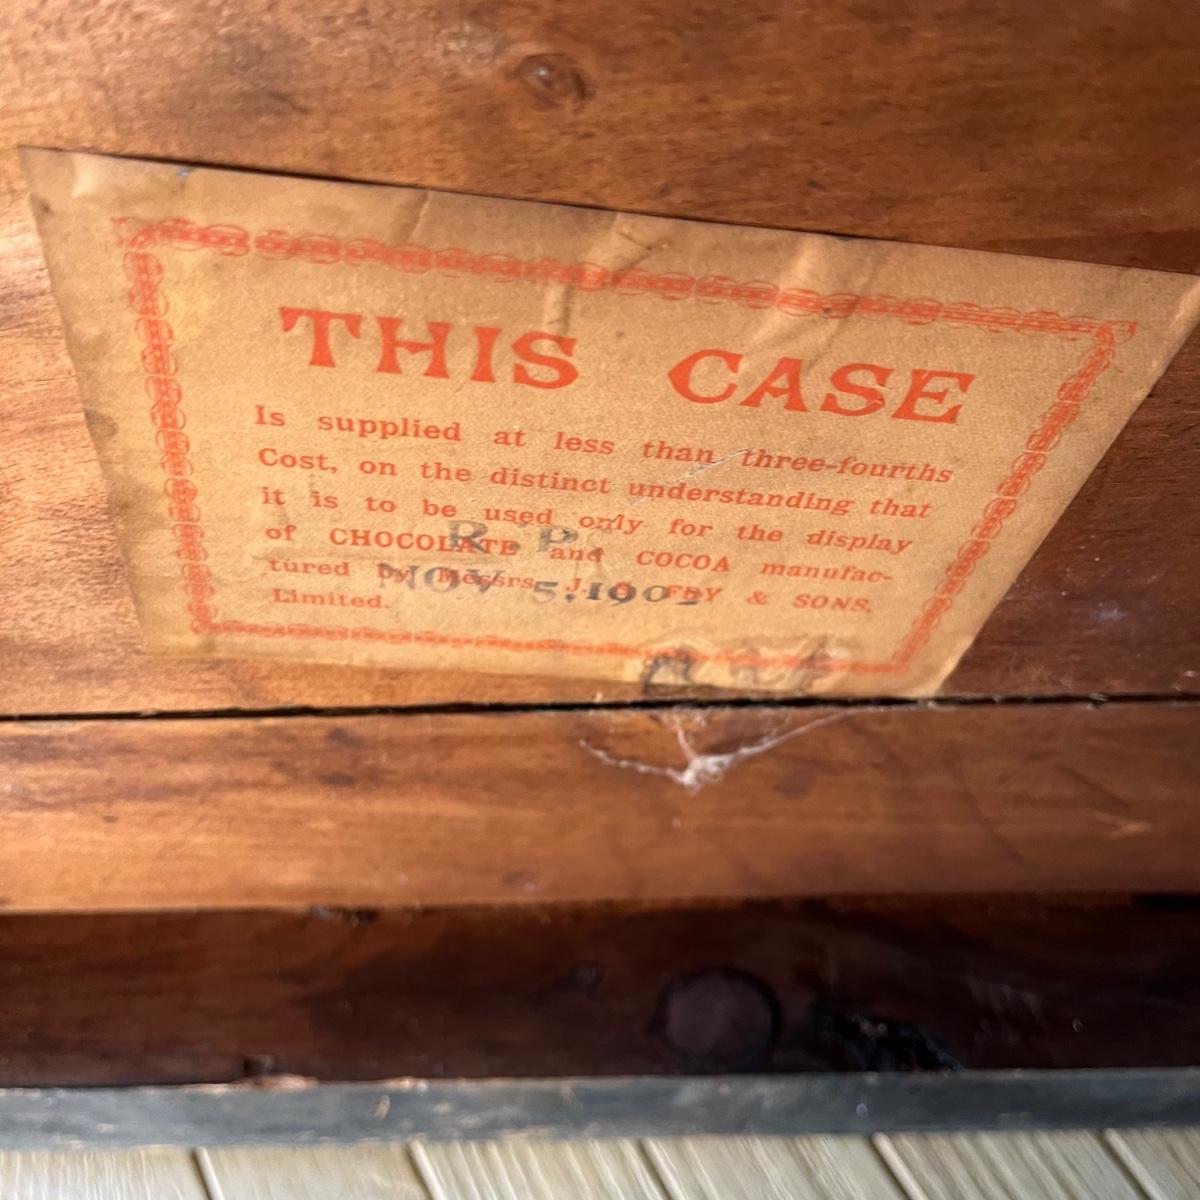 THIS CASE
Is supplied at less than three-fourths
Cost, on the distinct understanding that
it is to be used only for the display
of CHOCOLATE and COCOA manufac-
tured by Messrs. J. S. FRY & SONS,
Limited.
R. P.
NOV 5. 190